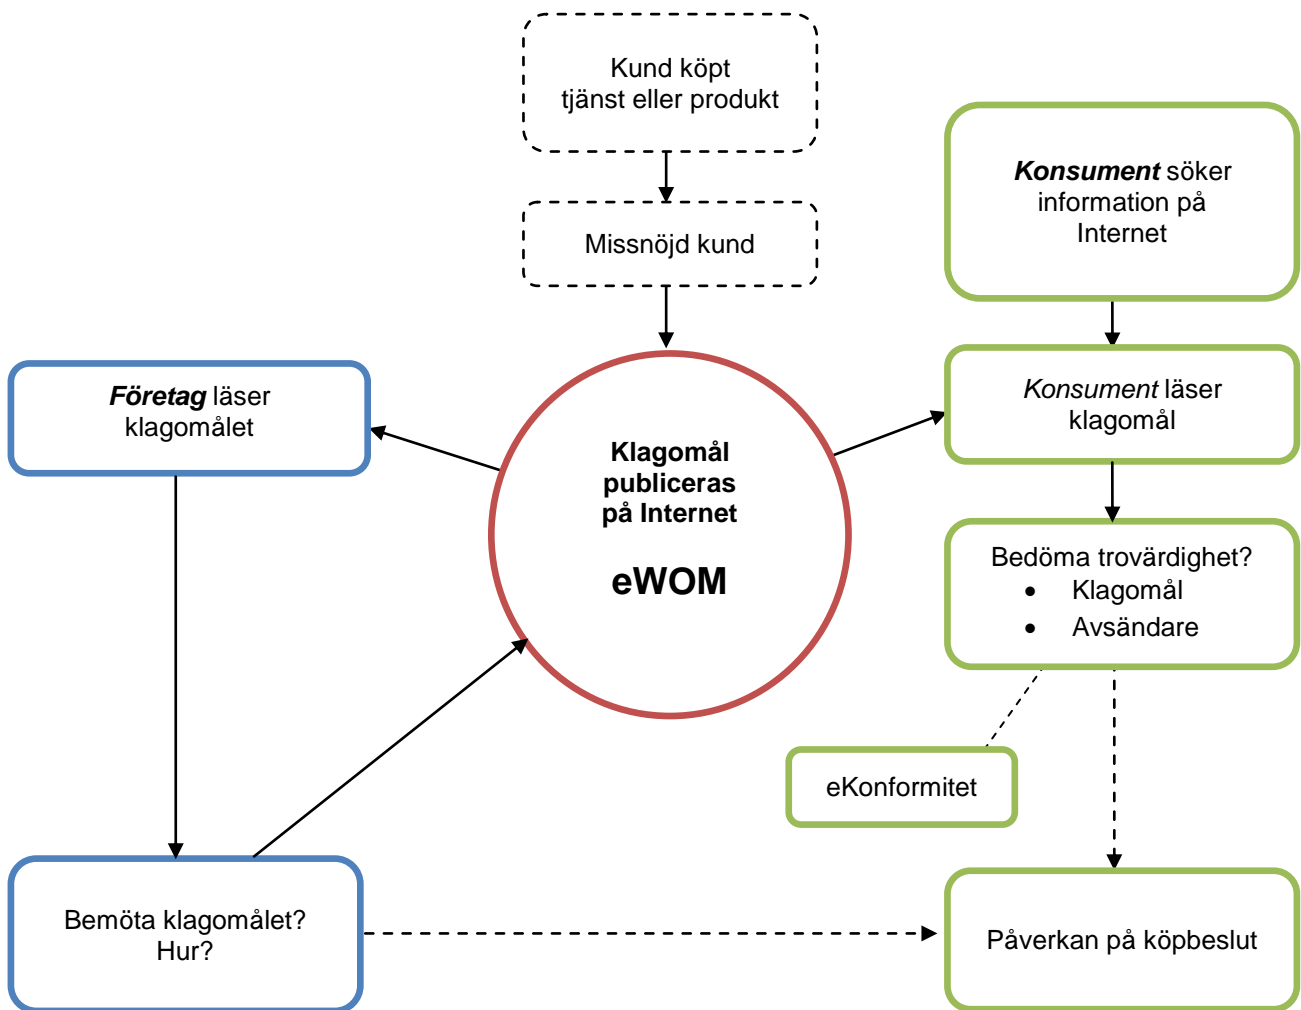 Kund köpt
tjänst eller produkt
Missnöjd kund
Konsument söker
information på
Internet
Företag läser
klagomålet
Klagomål
publiceras
på Internet
eWOM
Konsument läser
klagomål
Bedöma trovärdighet?
• Klagomål
• Avsändare
eKonformitet
Bemöta klagomålet?
Hur?
Påverkan på köpbeslut